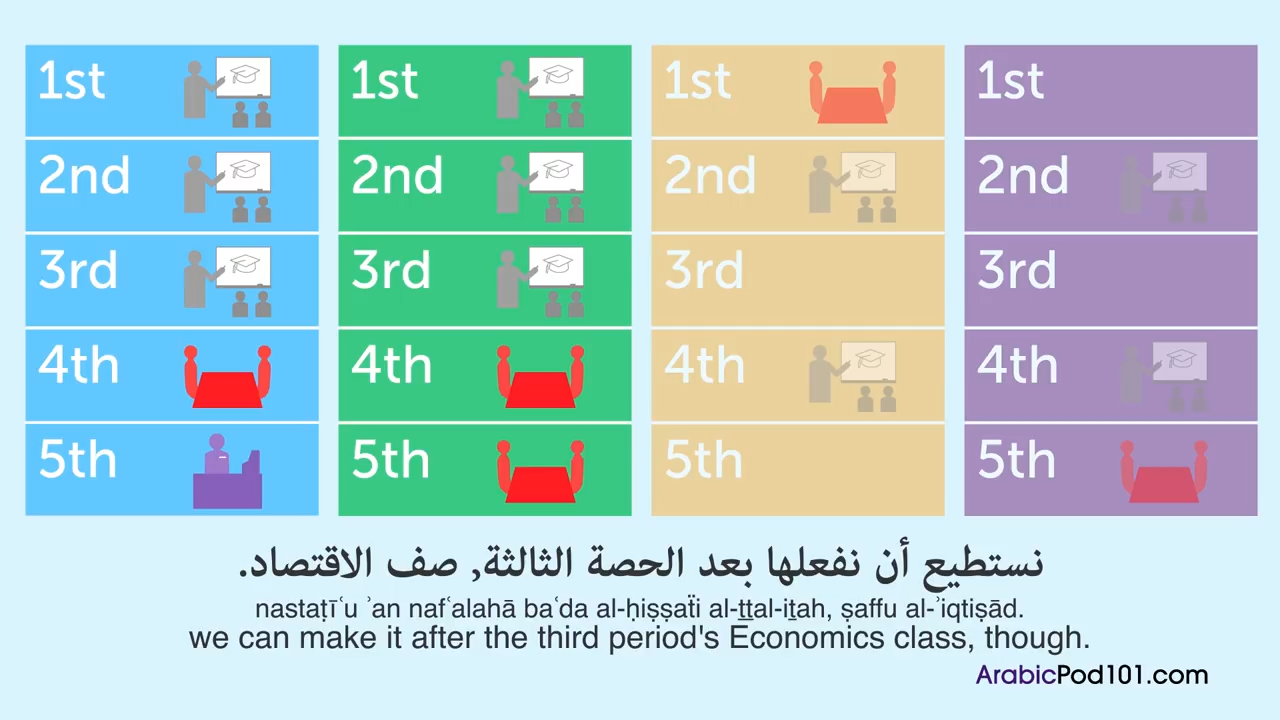 1st
2nd
3rd
4th
5th
1st
2nd
3rd
4th
5th
1st
2nd
3rd
4th
5th
1st
2nd
3rd
4th
5th
نستطيع أن نفعلها بعد الحصة الثالثة, صف الاقتصاد.
nastaṭīʿu ʾan nafʿalahā baʿda al-ḥiṣṣaẗi al-ṯṯal-iṯah, ṣaffu al-ʾiqtiṣād.
we can make it after the third period's Economics class, though.
ArabicPod101.com